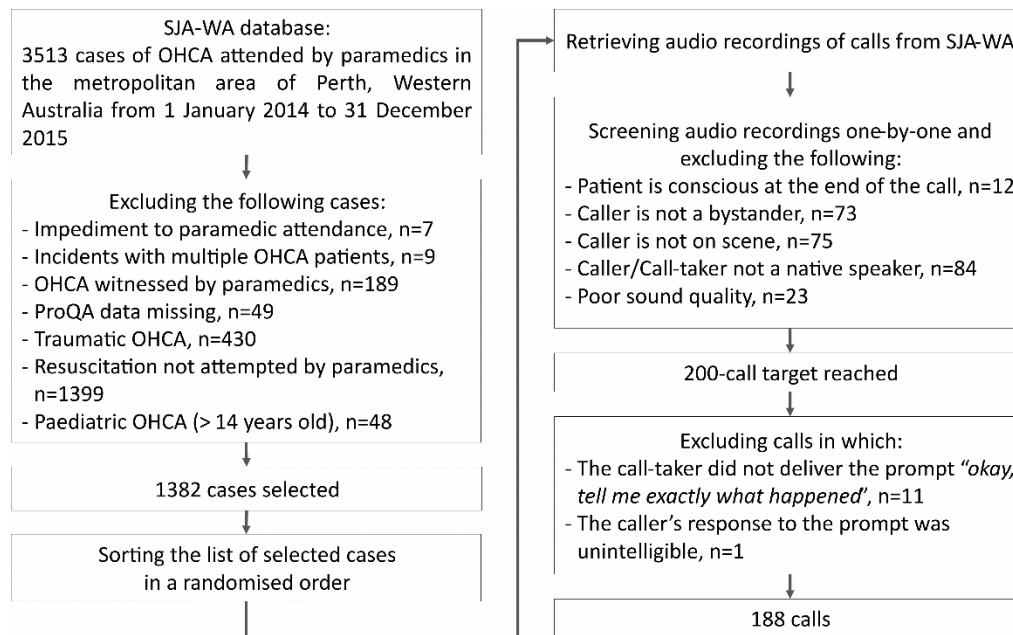 SJA-WA database:
3513 cases of OHCA attended by paramedics
in the metropolitan area of Perth, Western
Australia from 1 January 2014 to 31 December
2015
Excluding the following cases:
- Impediment to paramedic attendance, n=7
- Incidents with multiple OHCA patients, n=9
- OHCA witnessed by paramedics, n=189
- ProQA data missing, n=49
- Traumatic OHCA, n=430
- Resuscitation not attempted by paramedics,
n=1399
- Paediatric OHCA (> 14 years old), n=48
1382 cases selected
Sorting the list of selected cases
in a randomised order
Retrieving audio recordings of calls from SJA-WA
Screening audio recordings one-by-one and
excluding the following:
- Patient is conscious at the end of the call, n=12
- Caller is not a bystander, n=73
- Caller is not on scene, n=75
- Caller/Call-taker not a native speaker, n=84
- Poor sound quality, n=23
200-call target reached
Excluding calls in which:
- The call-taker did not deliver the prompt “okay,
tell me exactly what happened”, n=11
- The caller’s response to the prompt was
unintelligible, n=1
188 calls